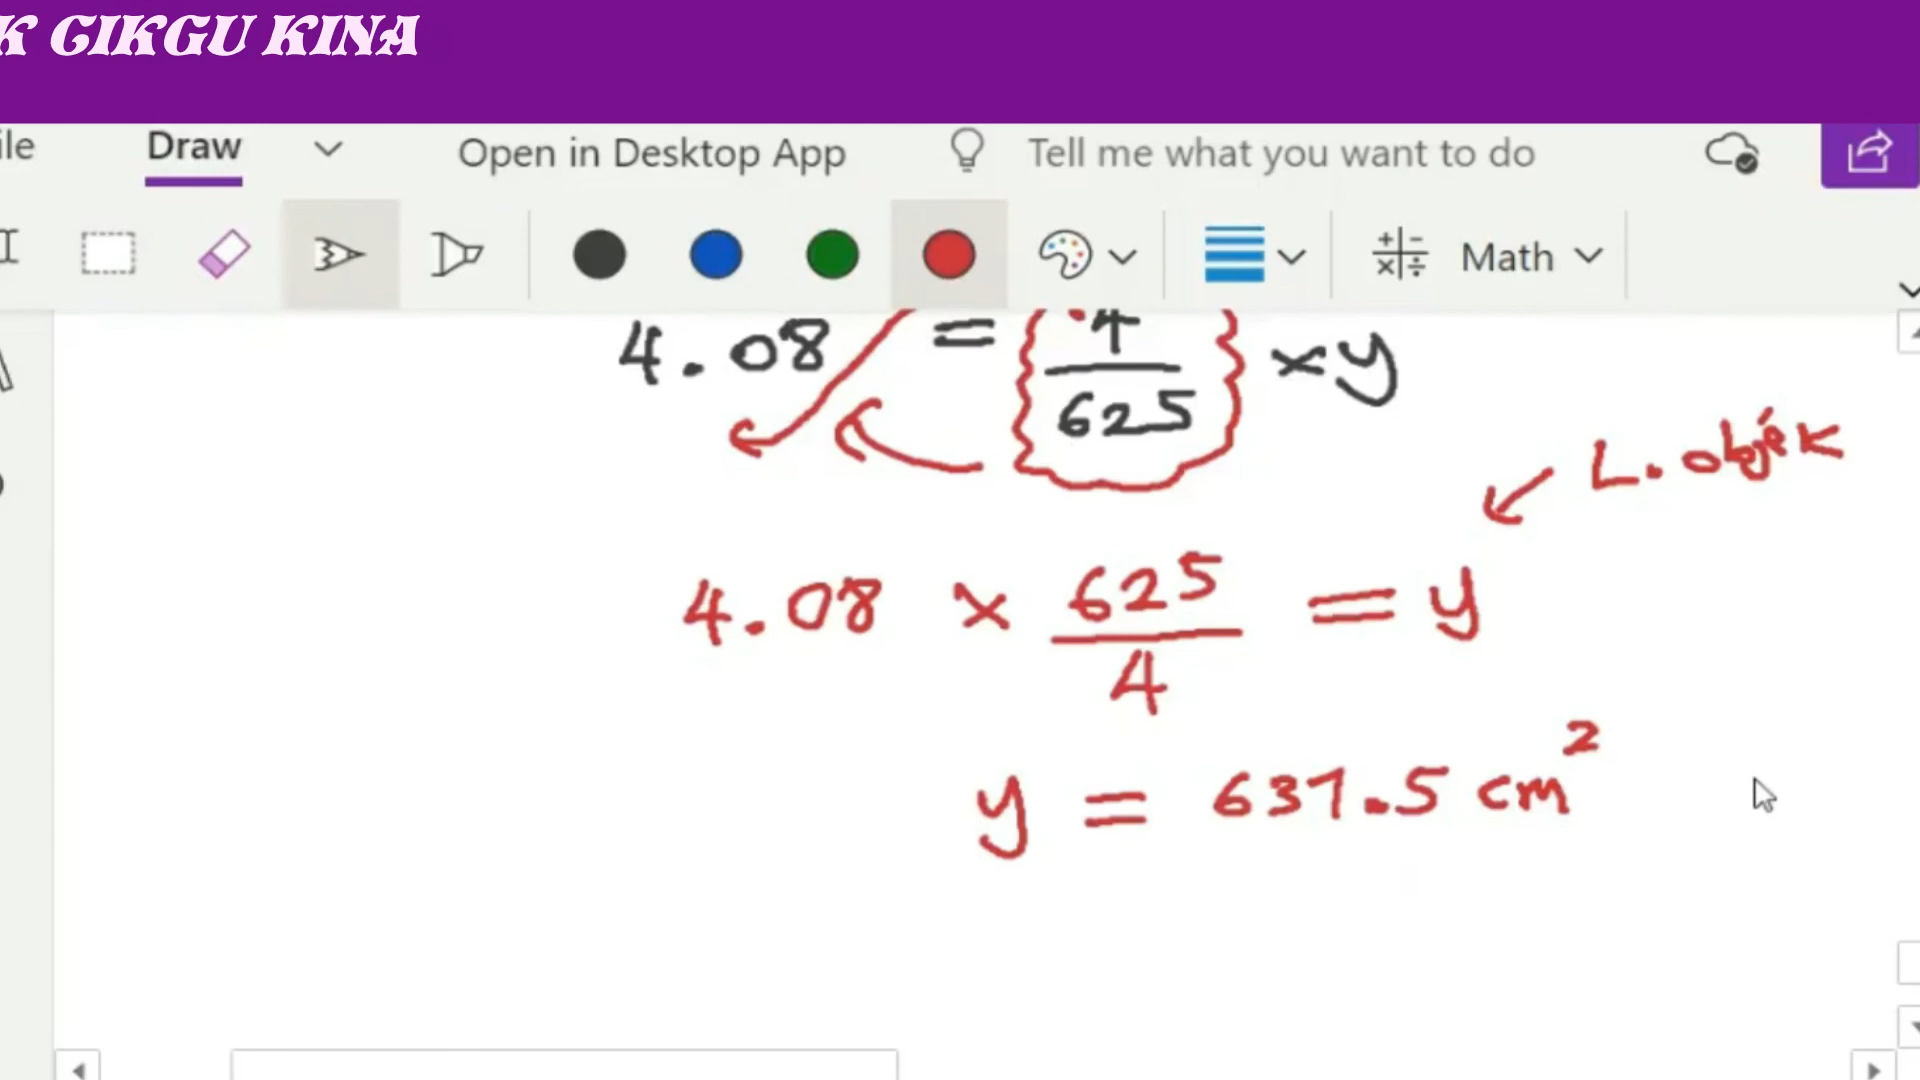 K CIKGU KINA
ile Draw Open in Desktop App Tell me what you want to do
Math
4.08 = 4/625 × y
L. objek
4.08 × 625/4 = y
y = 637.5 cm²